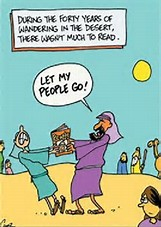 DURING THE FORTY YEARS OF
WANDERING IN THE DESERT,
THERE WASN'T MUCH TO READ.
LET MY
PEOPLE GO!